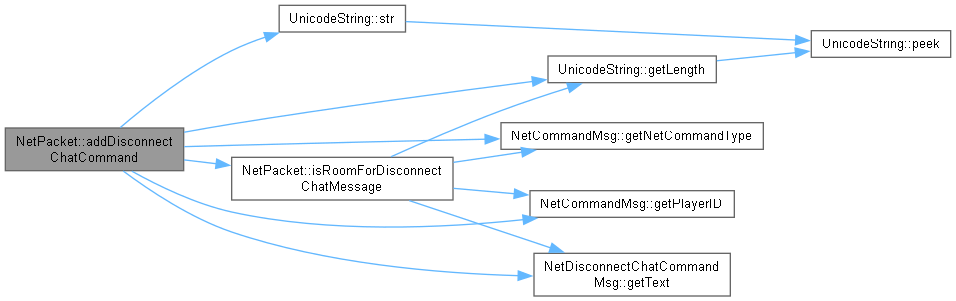 UnicodeString::str
UnicodeString::peek
UnicodeString::getLength
NetPacket::addDisconnect
ChatCommand
NetCommandMsg::getNetCommandType
NetPacket::isRoomForDisconnect
ChatMessage
NetCommandMsg::getPlayerID
NetDisconnectChatCommand
Msg::getText